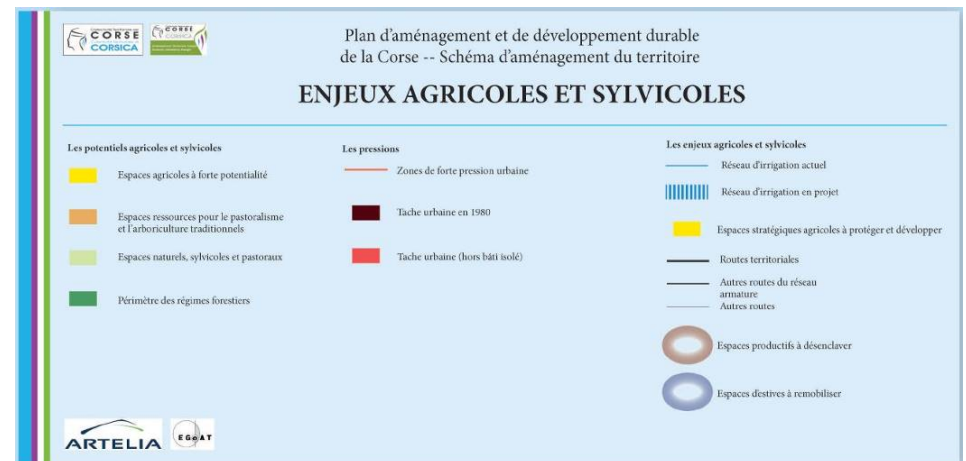 CORSE
CORSICA
CORSE
CORSICA
Plan d’aménagement et de développement durable
de la Corse -- Schéma d’aménagement du territoire
ENJEUX AGRICOLES ET SYLVICOLES
Les potentiels agricoles et sylvicoles
Espaces agricoles à forte potentialité
Espaces ressources pour le pastoralisme
et l’arboriculture traditionnels
Espaces naturels, sylvicoles et pastoraux
Périmètre des régimes forestiers
Les pressions
Zones de forte pression urbaine
Tache urbaine en 1980
Tache urbaine (hors bâti isolé)
Les enjeux agricoles et sylvicoles
Réseau d’irrigation actuel
Réseau d’irrigation en projet
Espaces stratégiques agricoles à protéger et développer
Routes territoriales
Autres routes du réseau
armature
Autres routes
Espaces productifs à désenclaver
Espaces d’estives à remobiliser
ARTELIA
EGeAT